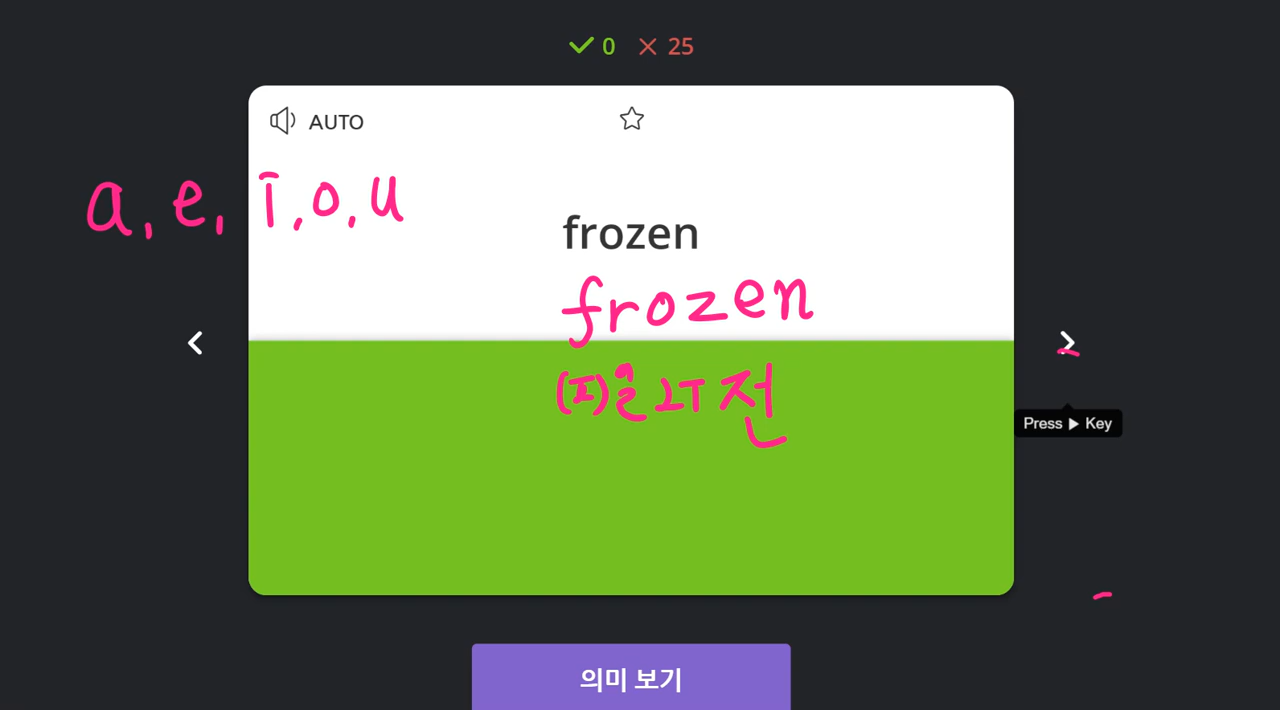 0 25
AUTO
a, e, i, o, u
frozen
frozen
(프)로우전
Press ▶ Key
의미 보기